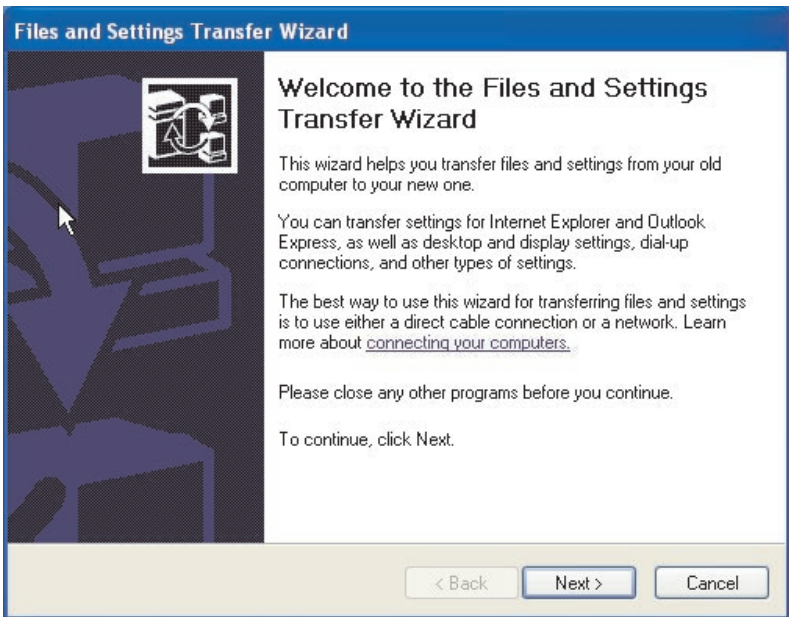 Files and Settings Transfer Wizard
Welcome to the Files and Settings
Transfer Wizard
This wizard helps you transfer files and settings from your old
computer to your new one.
You can transfer settings for Internet Explorer and Outlook
Express, as well as desktop and display settings, dial-up
connections, and other types of settings.
The best way to use this wizard for transferring files and settings
is to use either a direct cable connection or a network. Learn
more about connecting your computers.
Please close any other programs before you continue.
To continue, click Next.
< Back Next > Cancel